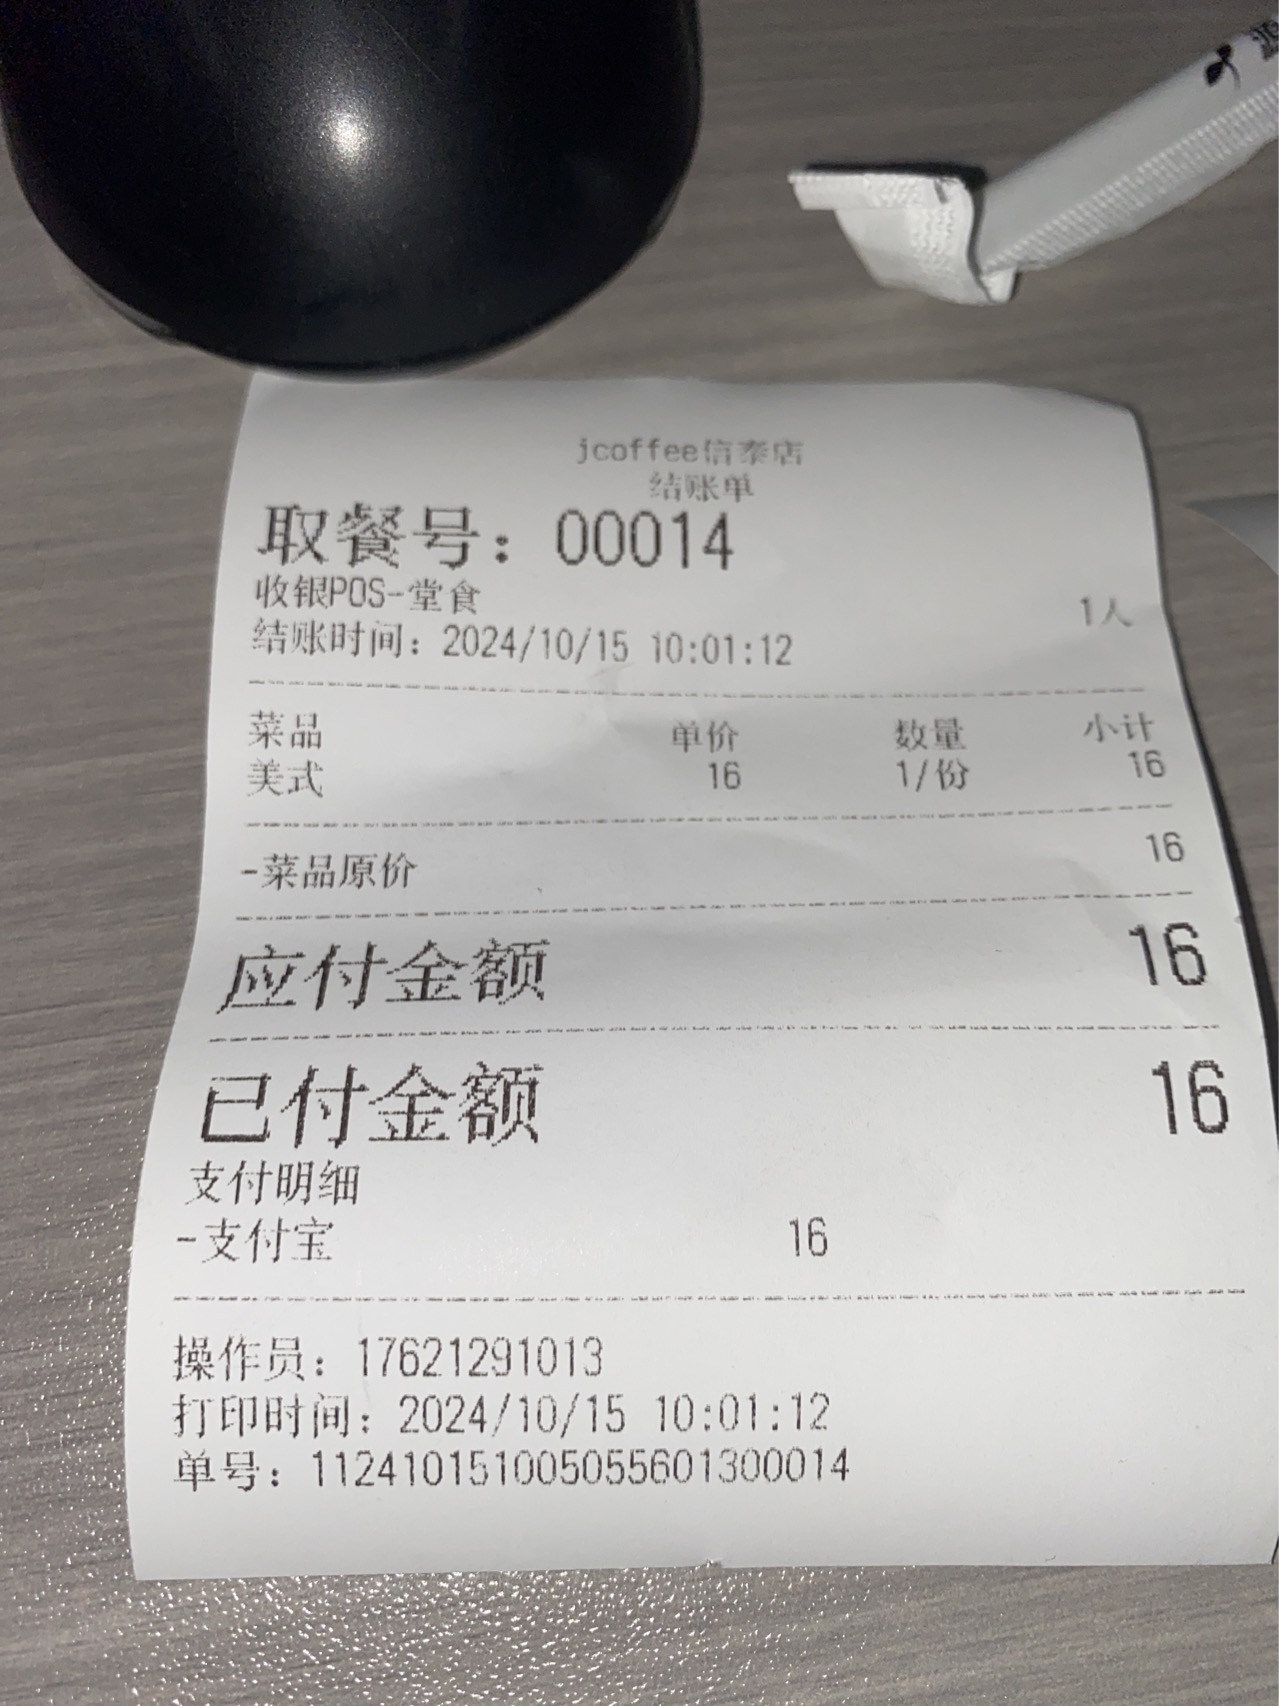 jcoffee信泰店
结账单
取餐号：00014
收银POS-堂食 1人
结账时间：2024/10/15 10:01:12
菜品 单价 数量 小计
美式 16 1/份 16
-菜品原价 16
应付金额 16
已付金额 16
支付明细
-支付宝 16
操作员：17621291013
打印时间：2024/10/15 10:01:12
单号：112410151005055601300014